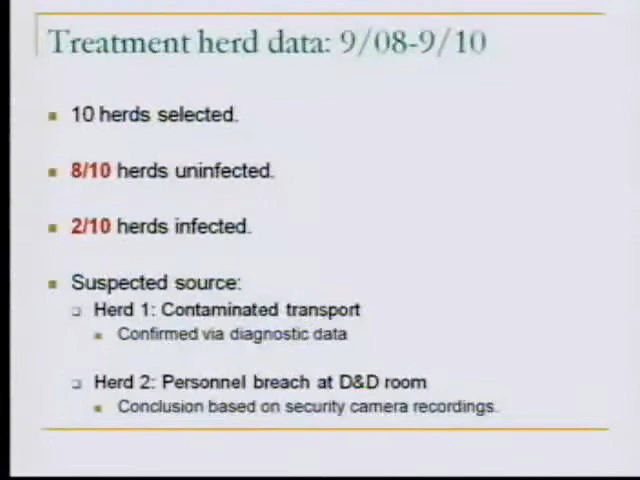 Treatment herd data: 9/08-9/10
10 herds selected.
8/10 herds uninfected.
2/10 herds infected.
Suspected source:
Herd 1: Contaminated transport
Confirmed via diagnostic data
Herd 2: Personnel breach at D&D room
Conclusion based on security camera recordings.